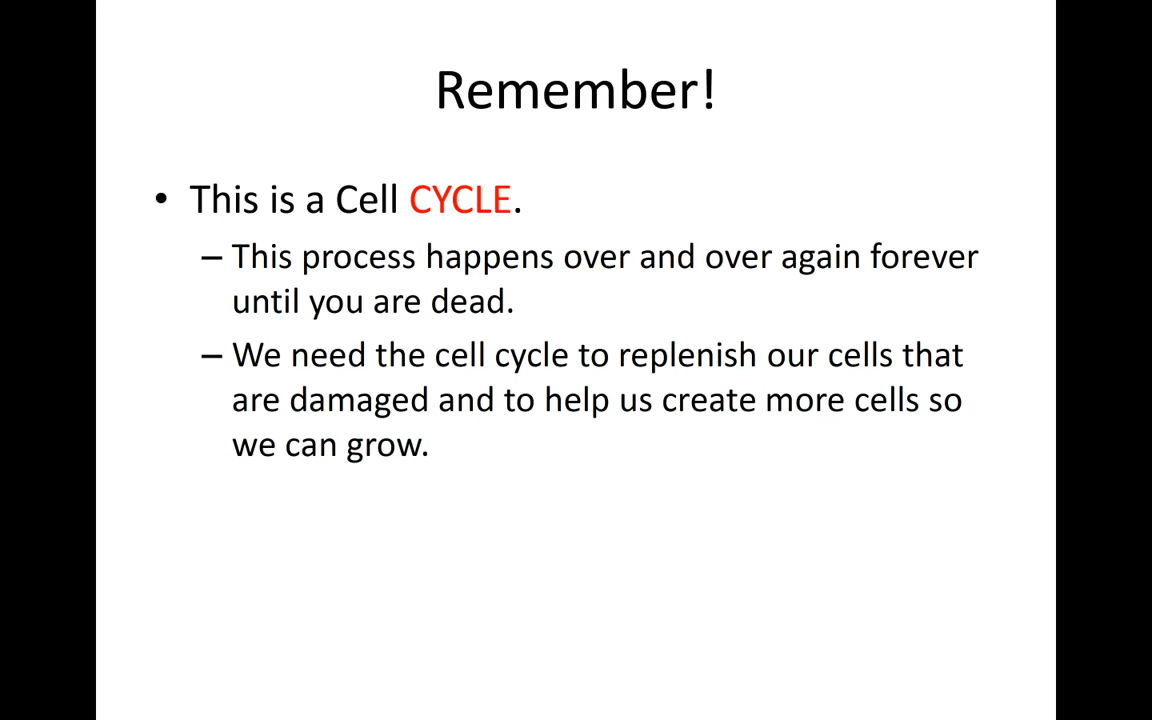 Remember!
• This is a Cell CYCLE.
– This process happens over and over again forever
until you are dead.
– We need the cell cycle to replenish our cells that
are damaged and to help us create more cells so
we can grow.